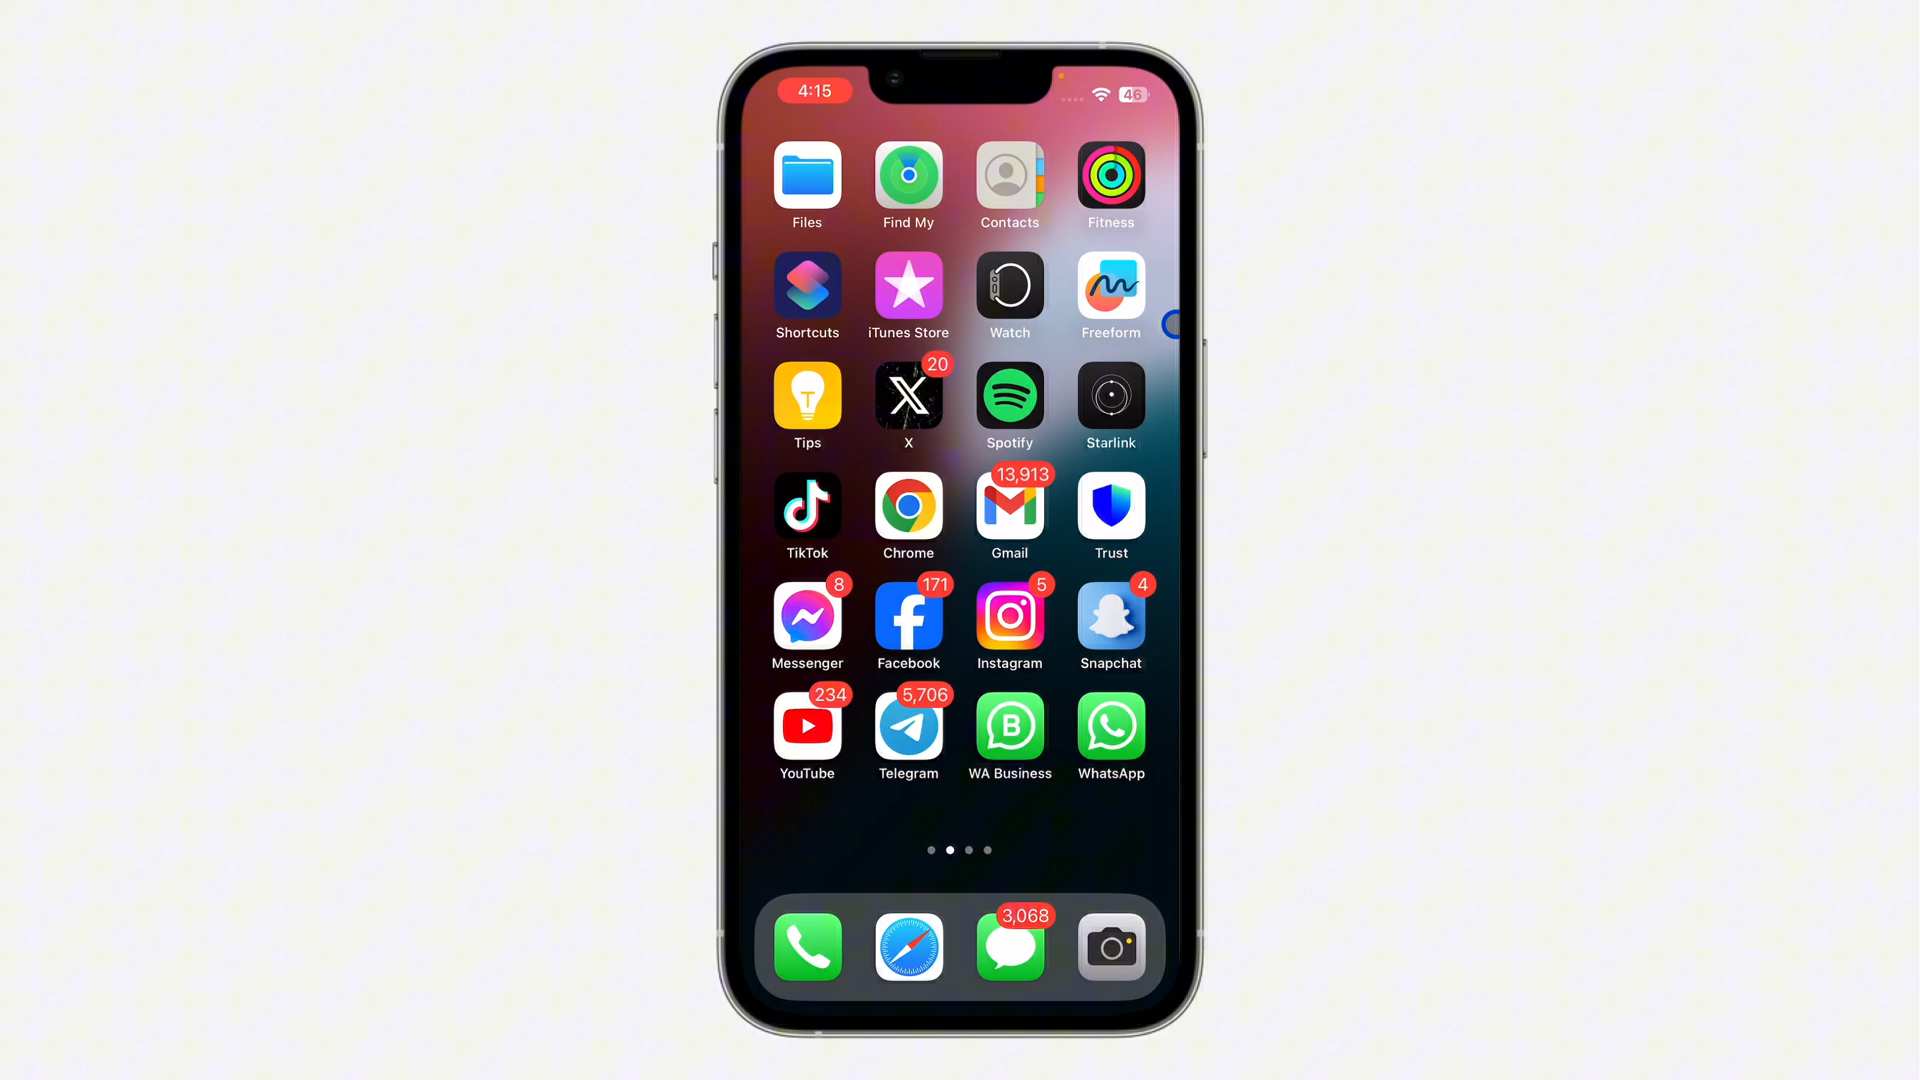 4:15
46
Files Find My Contacts Fitness
Shortcuts iTunes Store Watch Freeform
20
Tips X Spotify Starlink
13,913
TikTok Chrome Gmail Trust
8 171 5 4
Messenger Facebook Instagram Snapchat
234 5,706
YouTube Telegram WA Business WhatsApp
3,068